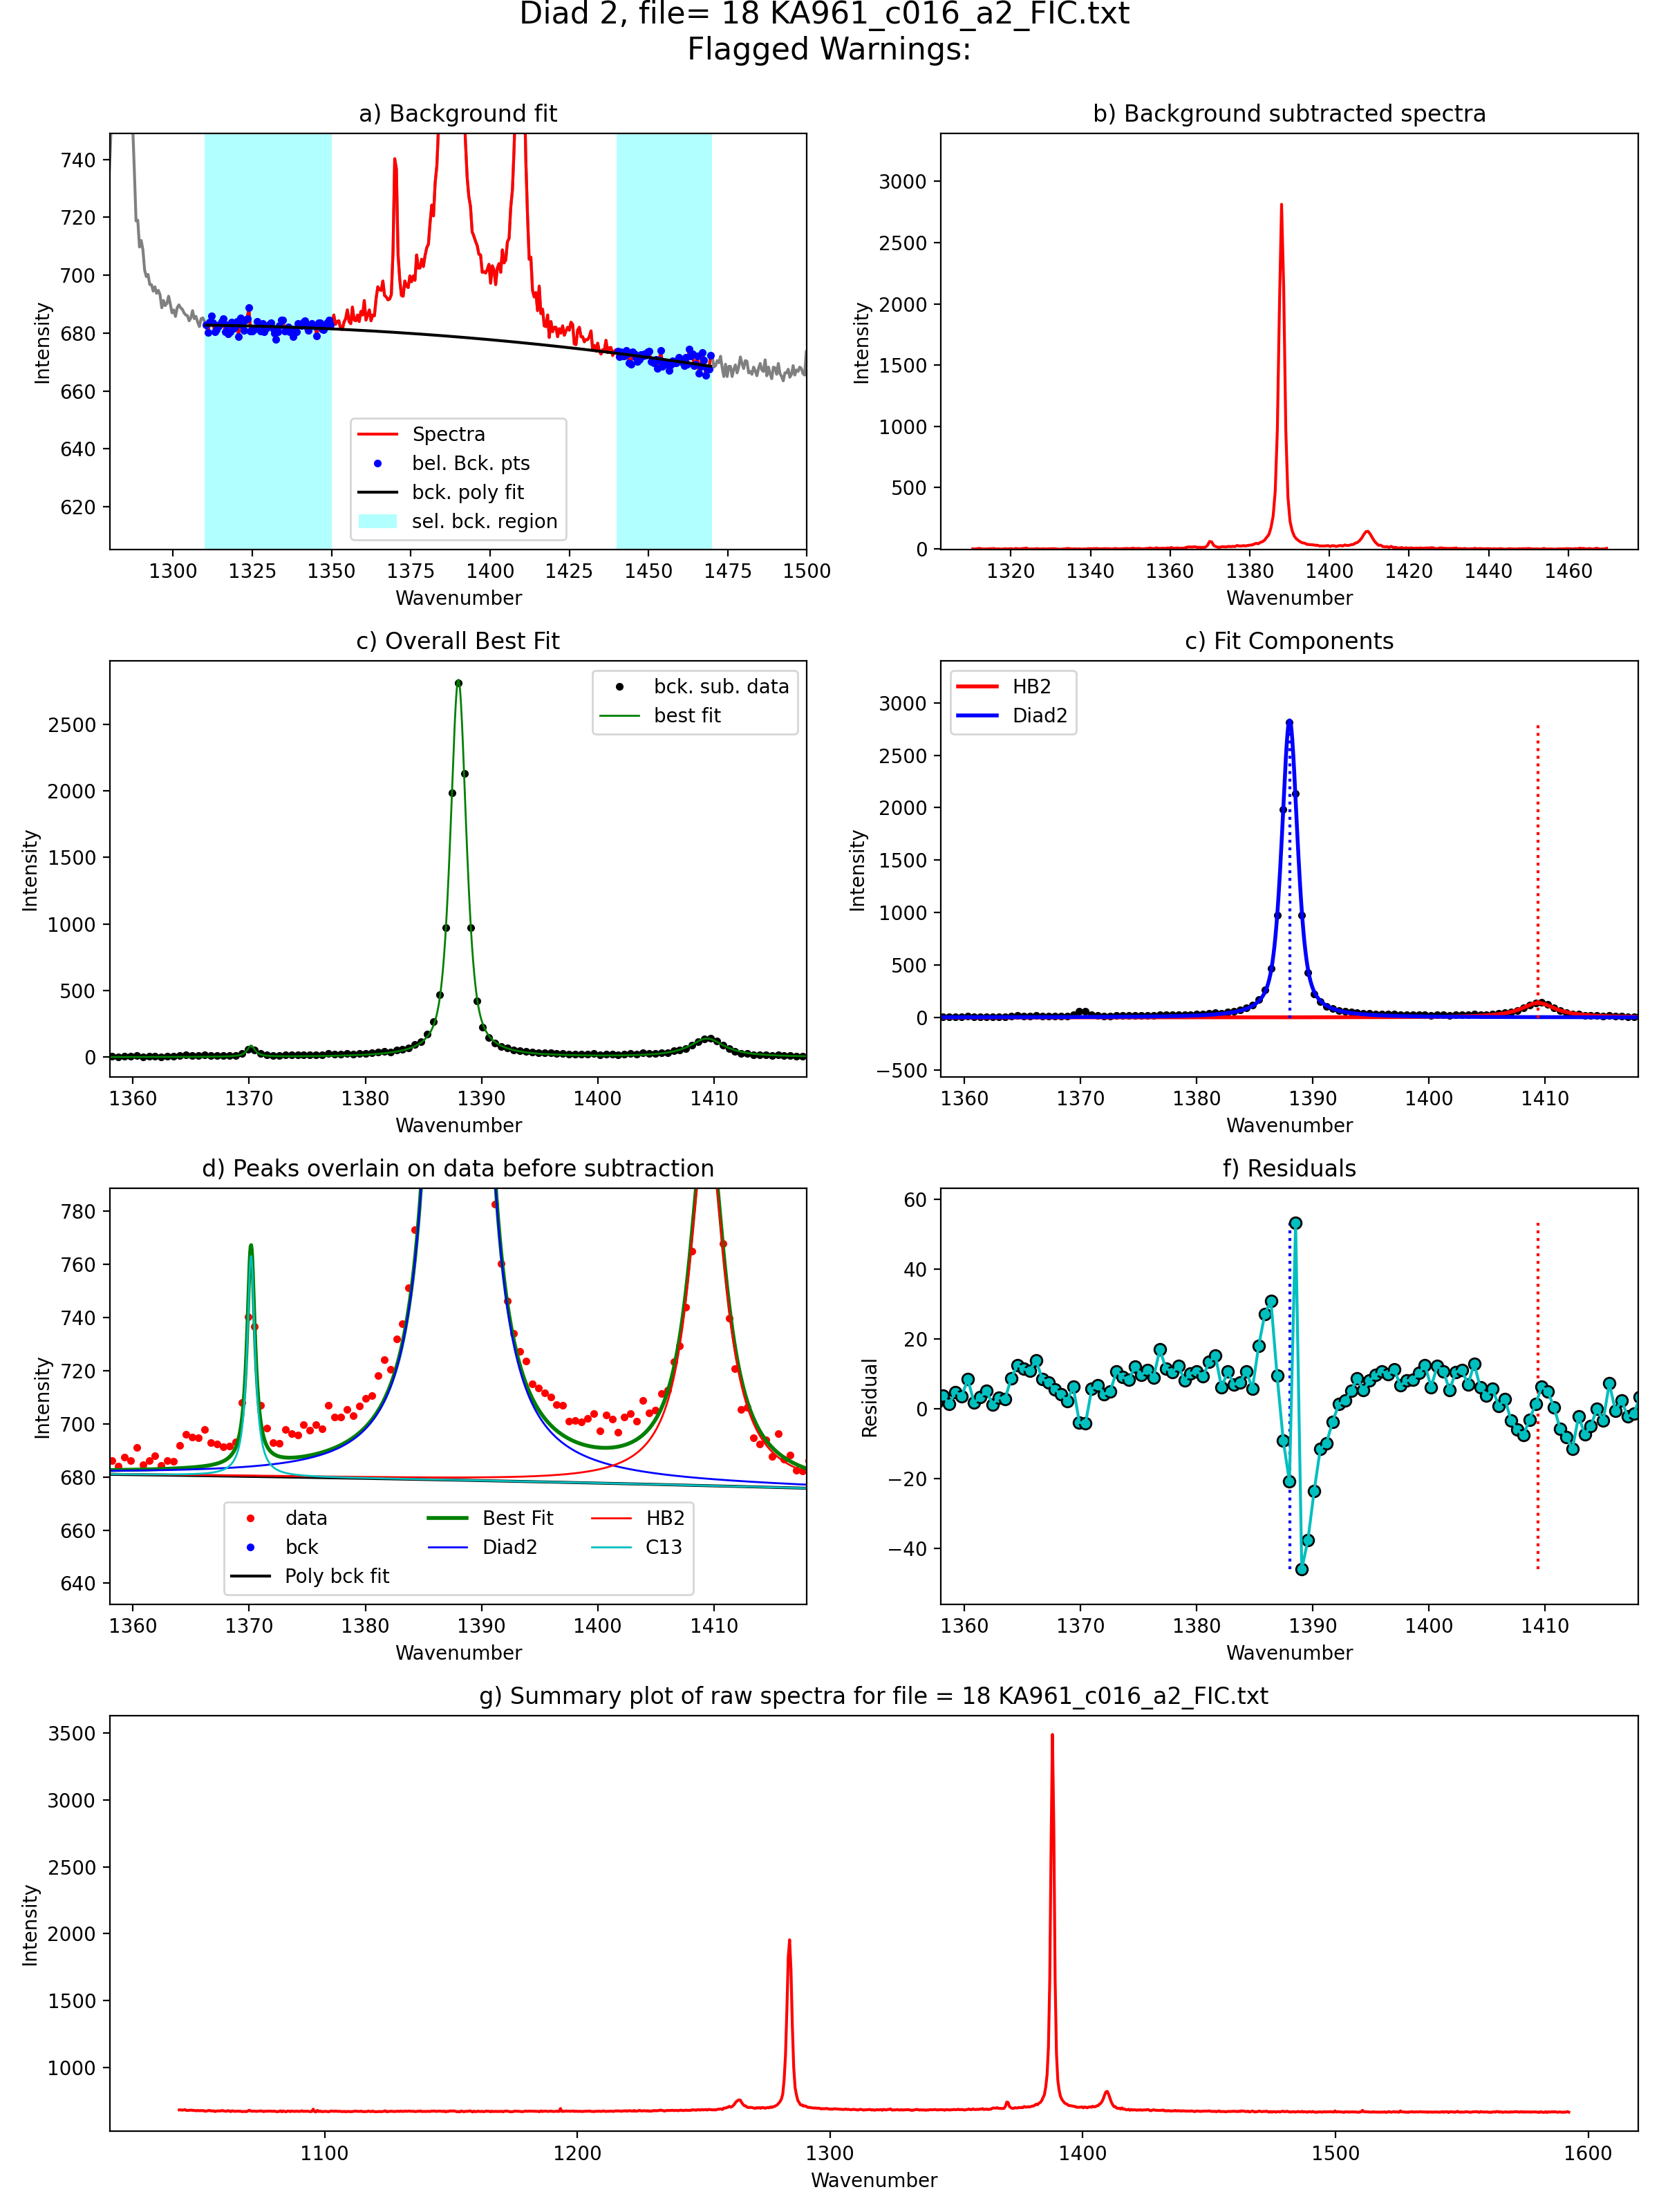 Diad 2, file= 18 KA961_c016_a2_FIC.txt
Flagged Warnings:
a) Background fit
740
720
700
680
660
640
620
Intensity
Spectra
bel. Bck. pts
bck. poly fit
sel. bck. region
1300 1325 1350 1375 1400 1425 1450 1475 1500
Wavenumber
b) Background subtracted spectra
3000
2500
2000
1500
1000
500
0
Intensity
1320 1340 1360 1380 1400 1420 1440 1460
Wavenumber
c) Overall Best Fit
2500
2000
1500
1000
500
0
Intensity
bck. sub. data
best fit
1360 1370 1380 1390 1400 1410
Wavenumber
c) Fit Components
3000
2500
2000
1500
1000
500
0
−500
Intensity
HB2
Diad2
1360 1370 1380 1390 1400 1410
Wavenumber
d) Peaks overlain on data before subtraction
780
760
740
720
700
680
660
640
Intensity
data
bck
Poly bck fit
Best Fit
Diad2
HB2
C13
1360 1370 1380 1390 1400 1410
Wavenumber
f) Residuals
60
40
20
0
−20
−40
Residual
1360 1370 1380 1390 1400 1410
Wavenumber
g) Summary plot of raw spectra for file = 18 KA961_c016_a2_FIC.txt
3500
3000
2500
2000
1500
1000
Intensity
1100 1200 1300 1400 1500 1600
Wavenumber